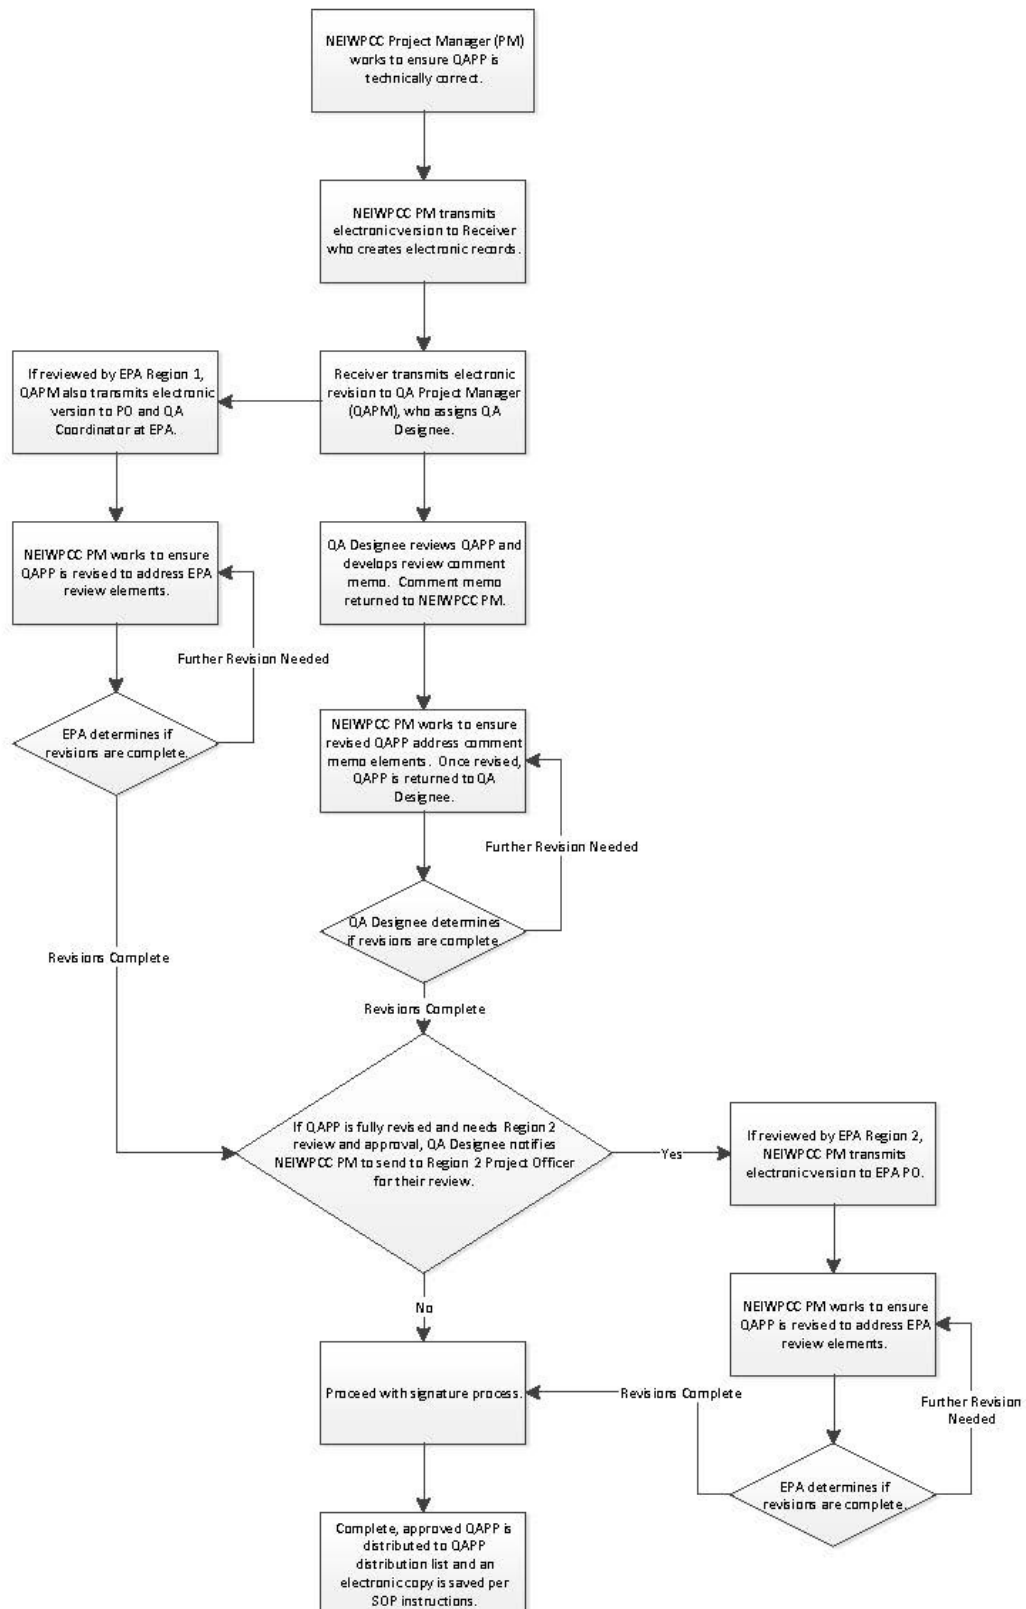 NEIWPCC Project Manager (PM)
works to ensure QAPP is
technically correct.
NEIWPCC PM transmits
electronic version to Receiver
who creates electronic records.
If reviewed by EPA Region 1,
QAPM also transmits electronic
version to PO and QA
Coordinator at EPA.
Receiver transmits electronic
revision to QA Project Manager
(QAPM), who assigns QA
Designee.
NEIWPCC PM works to ensure
QAPP is revised to address EPA
review elements.
QA Designee reviews QAPP and
develops review comment
memo. Comment memo
returned to NEIWPCC PM.
Further Revision Needed
EPA determines if
revisions are complete.
NEIWPCC PM works to ensure
revised QAPP address comment
memo elements. Once revised,
QAPP is returned to QA
Designee.
Further Revision Needed
QA Designee determines
if revisions are complete.
Revisions Complete
Revisions Complete
If QAPP is fully revised and needs Region 2
review and approval, QA Designee notifies
NEIWPCC PM to send to Region 2 Project Officer
for their review.
Yes
If reviewed by EPA Region 2,
NEIWPCC PM transmits
electronic version to EPA PO.
No
NEIWPCC PM works to ensure
QAPP is revised to address EPA
review elements.
Proceed with signature process.
Revisions Complete
Further Revision
Needed
EPA determines if
revisions are complete.
Complete, approved QAPP is
distributed to QAPP
distribution list and an
electronic copy is saved per
SOP instructions.